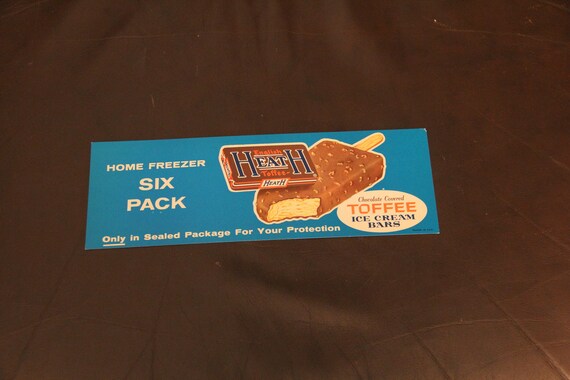 HOME FREEZER
SIX
PACK
Only in Sealed Package For Your Protection
English
HEATH
Toffee
HEATH
Chocolate Covered
TOFFEE
ICE CREAM
BARS